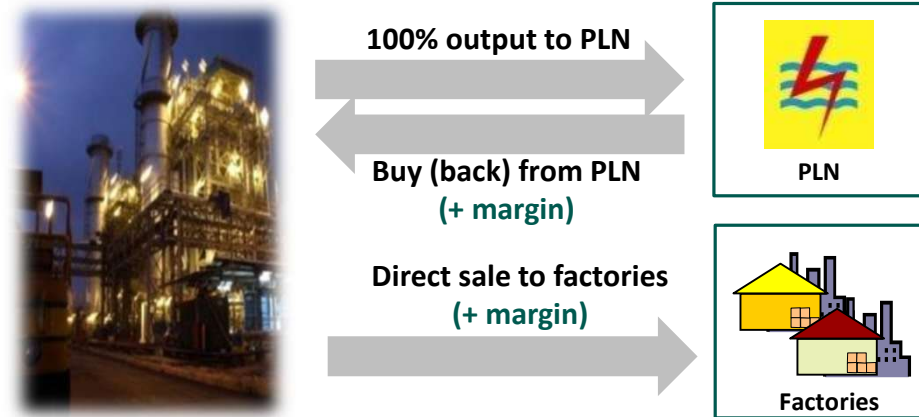 100% output to PLN
Buy (back) from PLN
(+ margin)
PLN
Direct sale to factories
(+ margin)
Factories